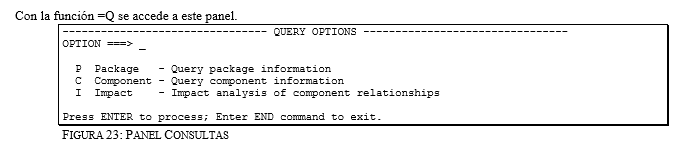 Con la función =Q se accede a este panel.
--------------------------------- QUERY OPTIONS ---------------------------------
OPTION ===> _
P Package - Query package information
C Component - Query component information
I Impact - Impact analysis of component relationships
Press ENTER to process; Enter END command to exit.
FIGURA 23: PANEL CONSULTAS